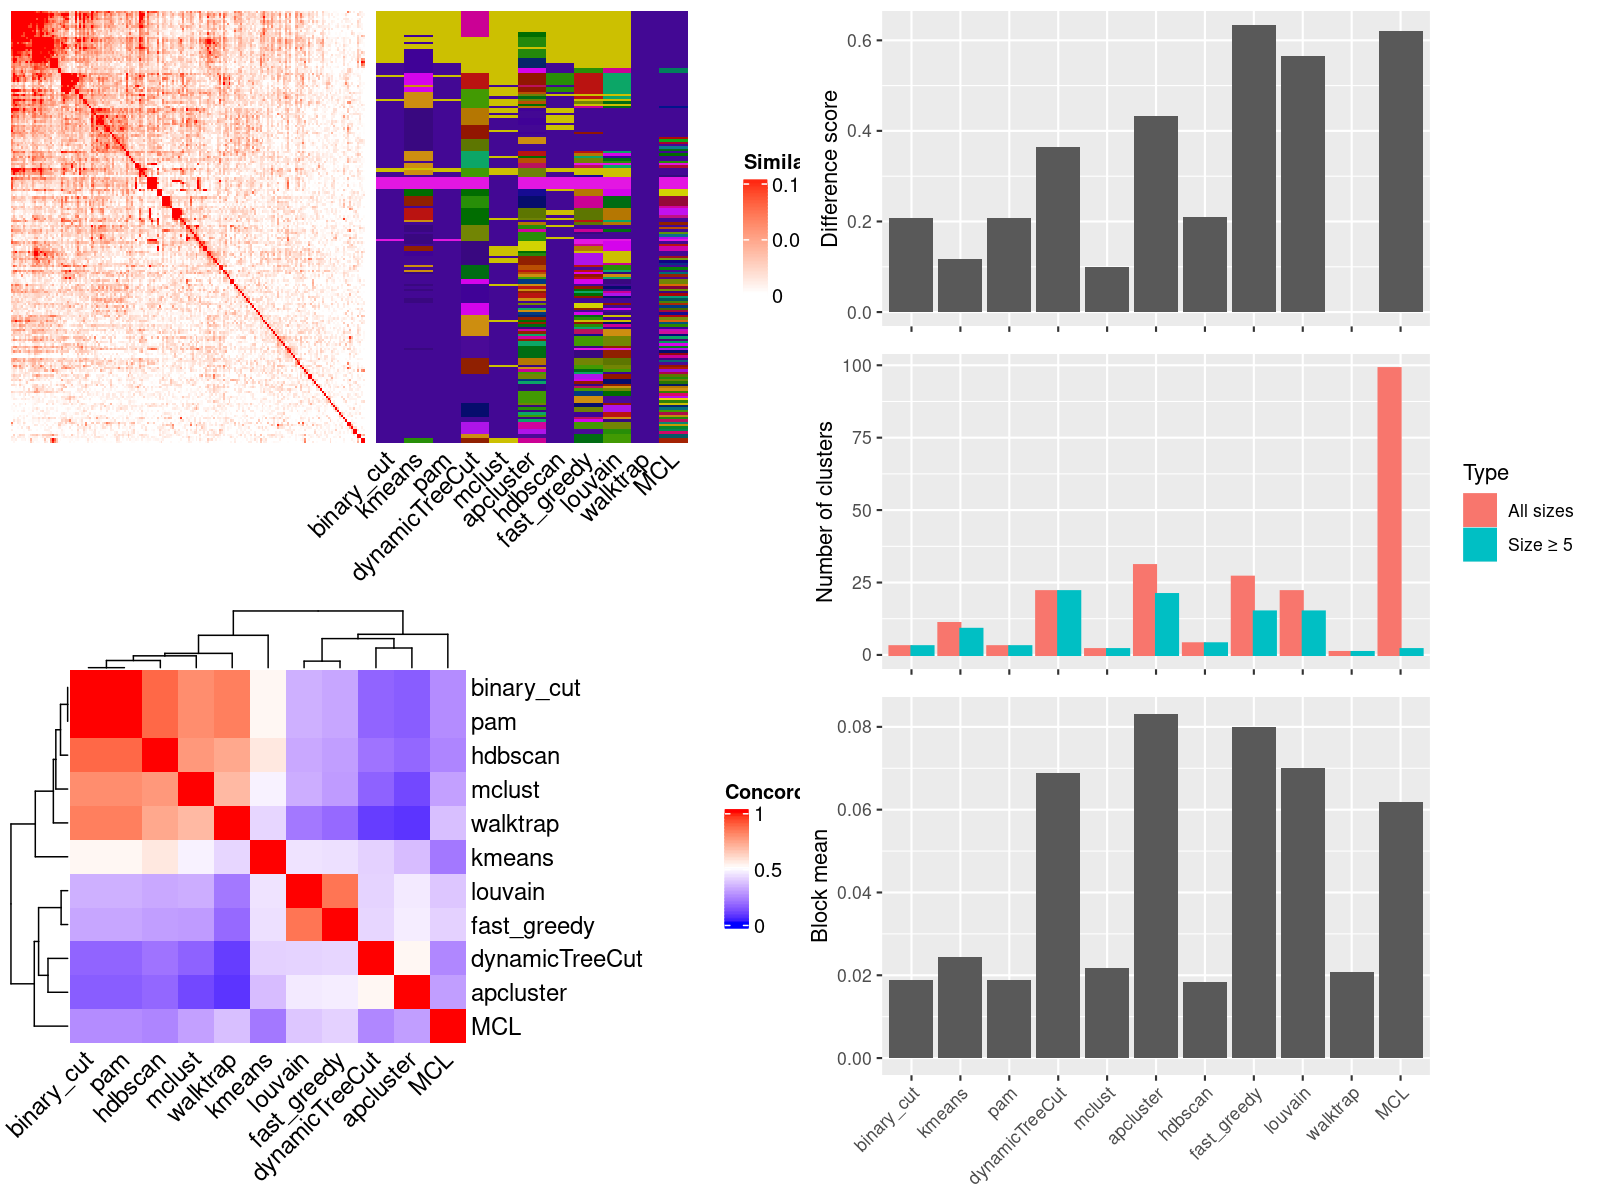 Simila
0.1
0.0
0
binary_cut
kmeans
pam
dynamicTreeCut
mclust
apcluster
hdbscan
fast_greedy
louvain
walktrap
MCL
binary_cut
pam
hdbscan
mclust
walktrap
kmeans
louvain
fast_greedy
dynamicTreeCut
apcluster
MCL
binary_cut
pam
hdbscan
mclust
walktrap
kmeans
louvain
fast_greedy
dynamicTreeCut
apcluster
MCL
Concord
1
0.5
0
Difference score
0.6
0.4
0.2
0.0
Number of clusters
100
75
50
25
0
Block mean
0.08
0.06
0.04
0.02
0.00
binary_cut
kmeans
pam
dynamicTreeCut
mclust
apcluster
hdbscan
fast_greedy
louvain
walktrap
MCL
Type
All sizes
Size ≥ 5